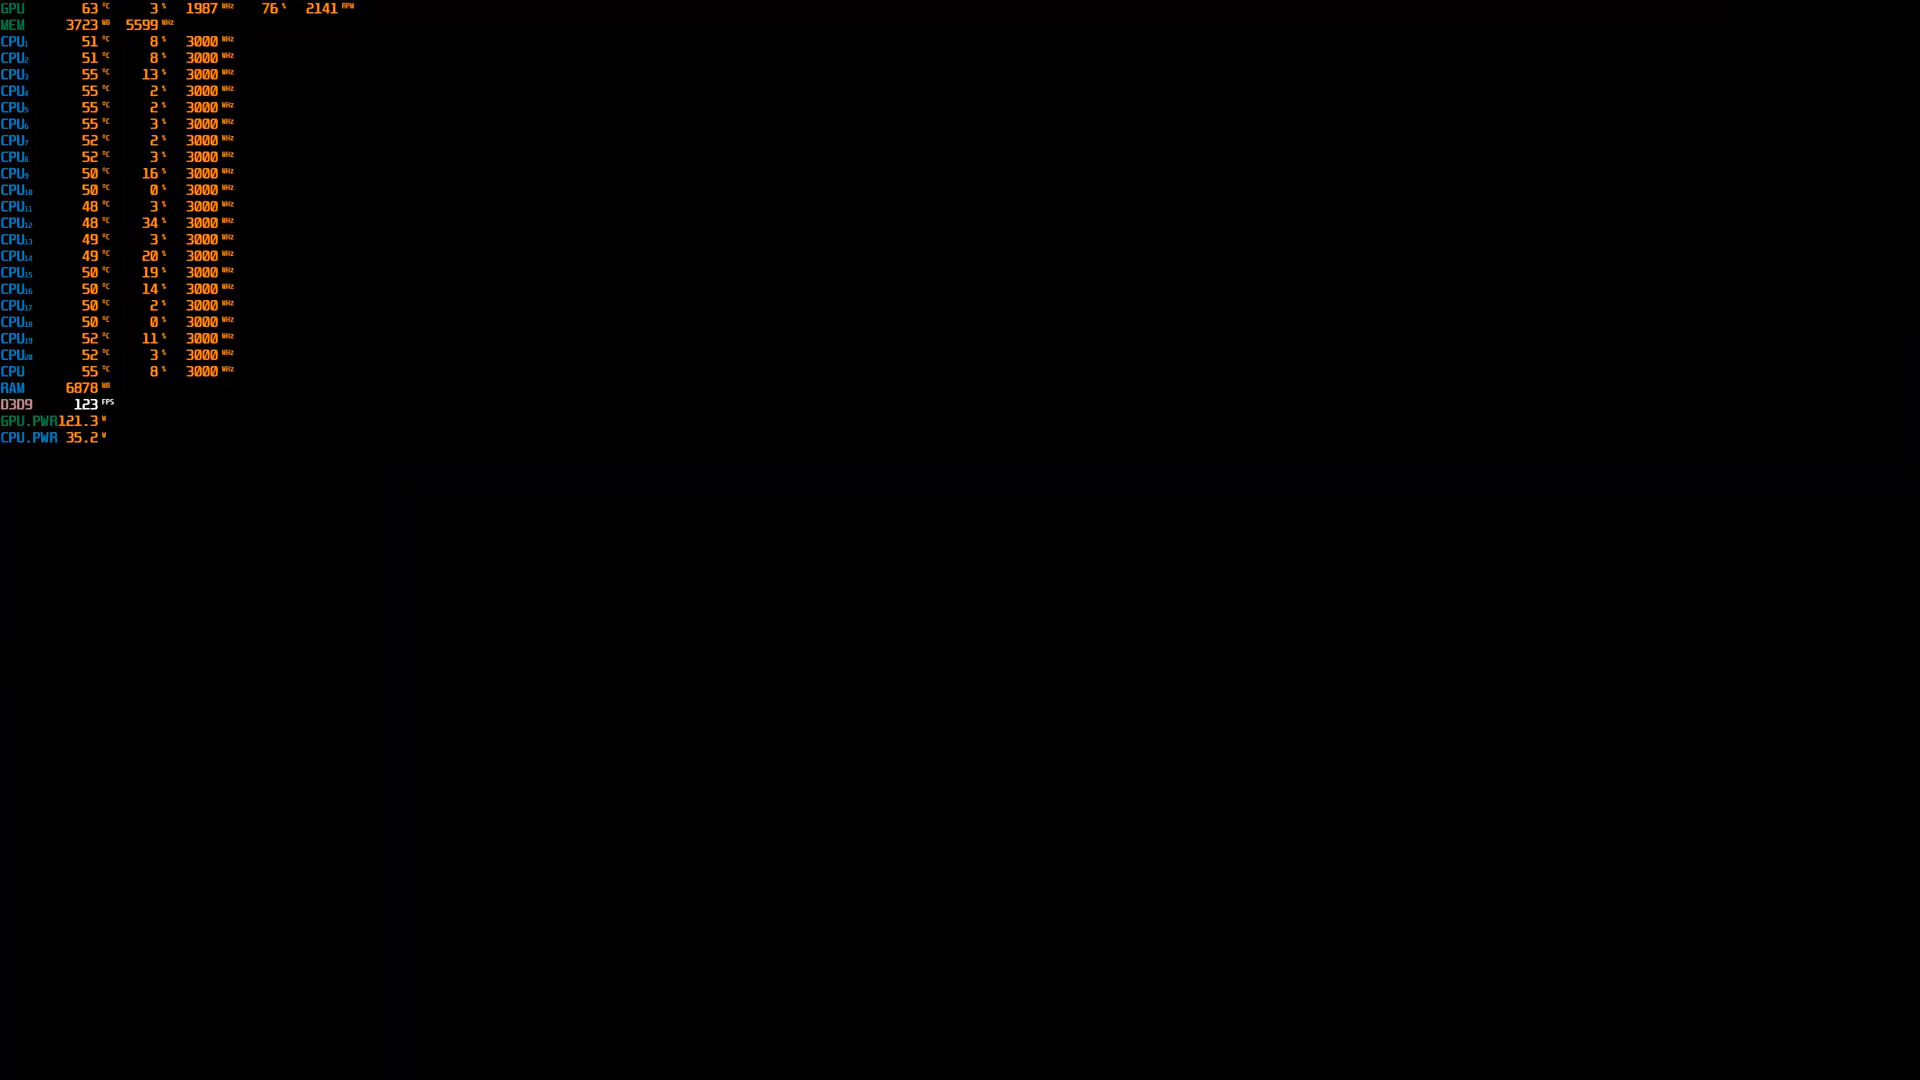 GPU 63 °C 3 % 1987 MHz 76 % 2141 RPM
MEM 3723 MB 5599 MHz
CPU1 51 °C 8 % 3000 MHz
CPU2 51 °C 8 % 3000 MHz
CPU3 55 °C 13 % 3000 MHz
CPU4 55 °C 2 % 3000 MHz
CPU5 55 °C 2 % 3000 MHz
CPU6 55 °C 3 % 3000 MHz
CPU7 52 °C 2 % 3000 MHz
CPU8 52 °C 3 % 3000 MHz
CPU9 50 °C 16 % 3000 MHz
CPU10 50 °C 0 % 3000 MHz
CPU11 48 °C 3 % 3000 MHz
CPU12 48 °C 34 % 3000 MHz
CPU13 49 °C 3 % 3000 MHz
CPU14 49 °C 20 % 3000 MHz
CPU15 50 °C 19 % 3000 MHz
CPU16 50 °C 14 % 3000 MHz
CPU17 50 °C 2 % 3000 MHz
CPU18 50 °C 0 % 3000 MHz
CPU19 52 °C 11 % 3000 MHz
CPU20 52 °C 3 % 3000 MHz
CPU 55 °C 8 % 3000 MHz
RAM 6878 MB
D3D9 123 FPS
GPU.PWR 121.3 W
CPU.PWR 35.2 W